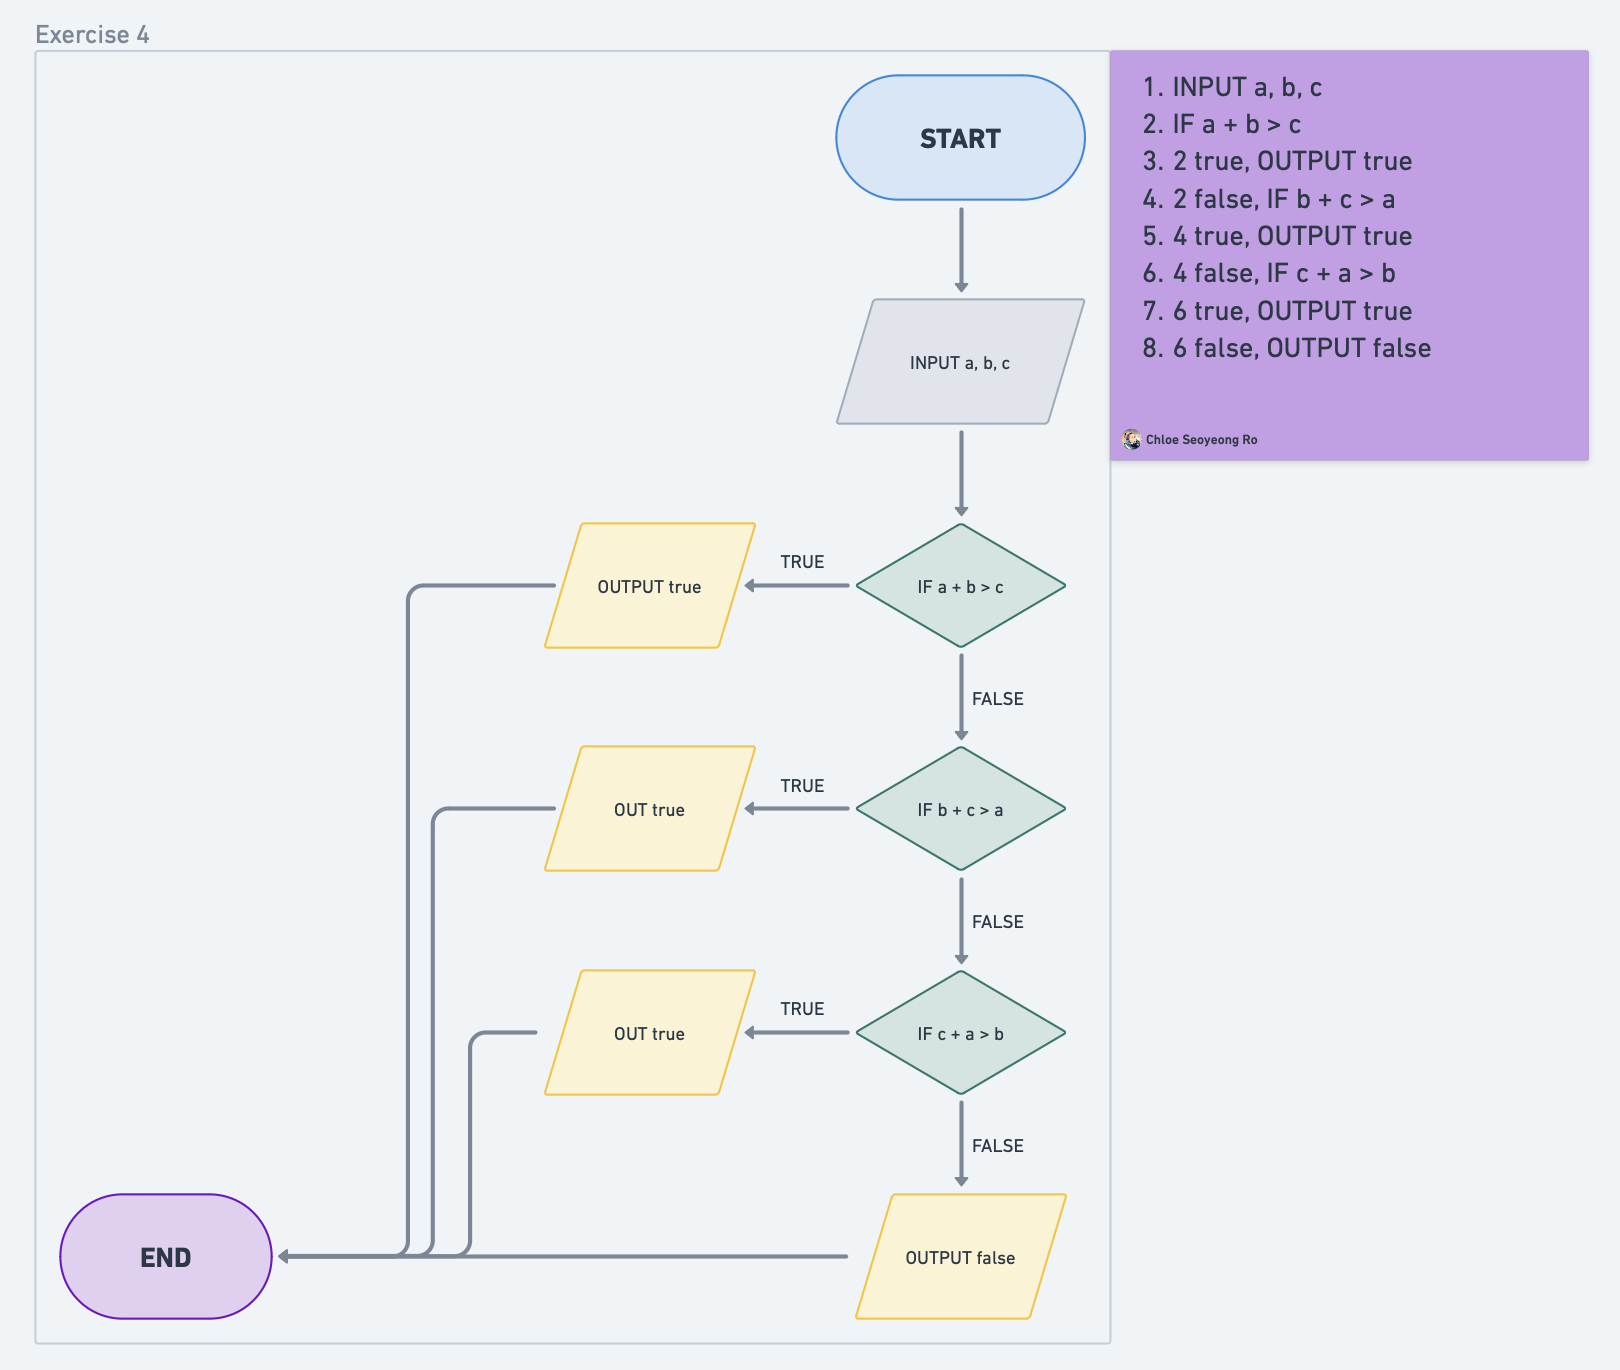 Exercise 4
START
INPUT a, b, c
IF a + b > c
TRUE
OUTPUT true
FALSE
IF b + c > a
TRUE
OUT true
FALSE
IF c + a > b
TRUE
OUT true
FALSE
OUTPUT false
END
1. INPUT a, b, c
2. IF a + b > c
3. 2 true, OUTPUT true
4. 2 false, IF b + c > a
5. 4 true, OUTPUT true
6. 4 false, IF c + a > b
7. 6 true, OUTPUT true
8. 6 false, OUTPUT false
Chloe Seoyeong Ro